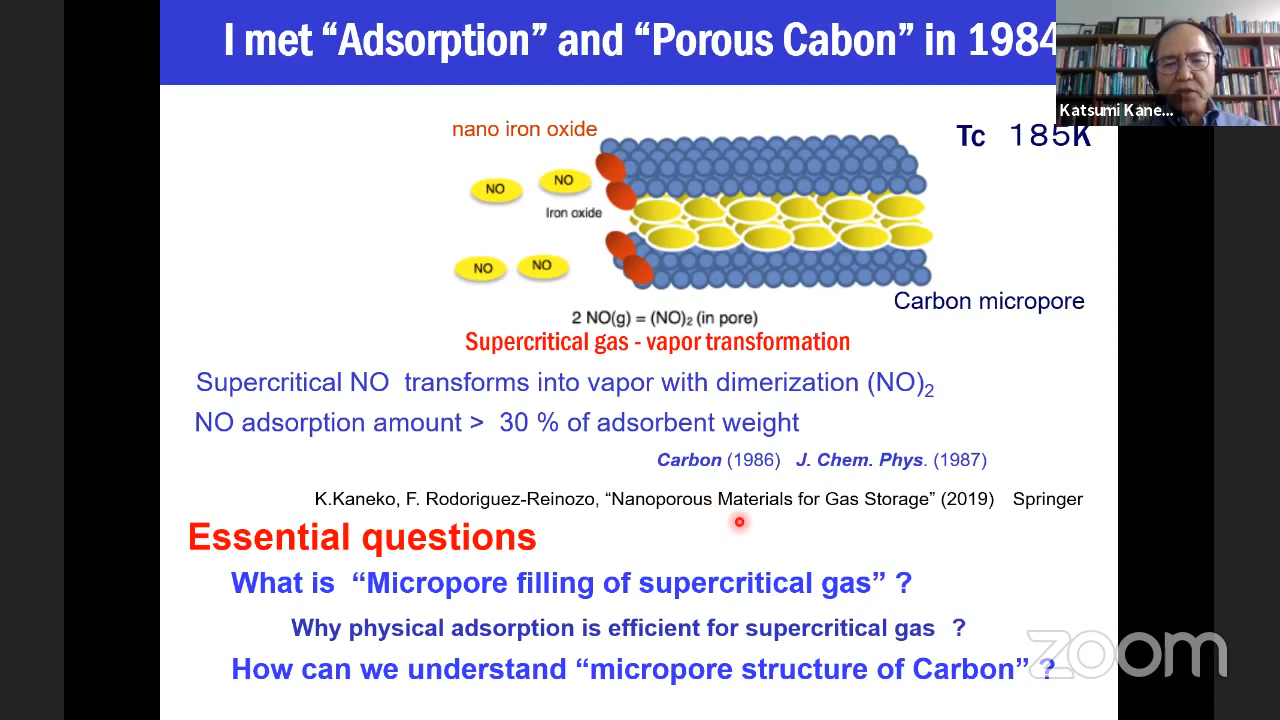 I met “Adsorption” and “Porous Cabon” in 1984
Katsumi Kane...
nano iron oxide
Tc 185K
NO
NO
Iron oxide
NO
NO
Carbon micropore
2 NO(g) = (NO)2 (in pore)
Supercritical gas - vapor transformation
Supercritical NO transforms into vapor with dimerization (NO)2
NO adsorption amount > 30 % of adsorbent weight
Carbon (1986) J. Chem. Phys. (1987)
K.Kaneko, F. Rodoriguez-Reinozo, “Nanoporous Materials for Gas Storage” (2019) Springer
Essential questions
What is “Micropore filling of supercritical gas” ?
Why physical adsorption is efficient for supercritical gas ?
How can we understand “micropore structure of Carbon” ?
zoom